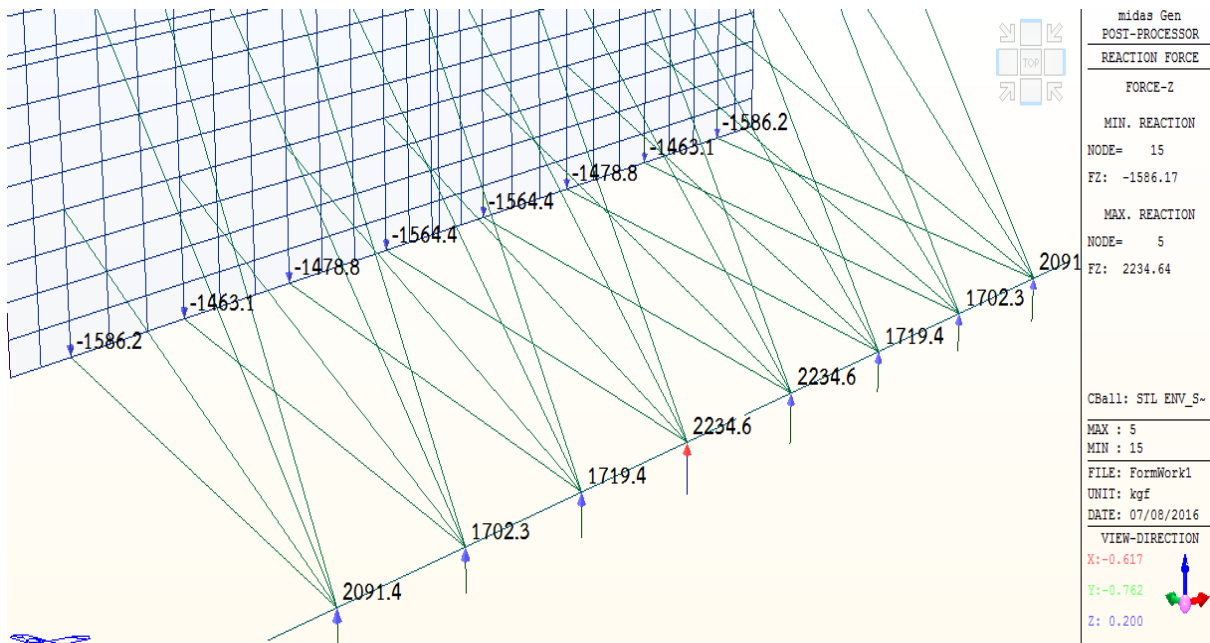 midas Gen
POST-PROCESSOR
REACTION FORCE
FORCE-Z
MIN. REACTION
NODE= 15
FZ: -1586.17
MAX. REACTION
NODE= 5
FZ: 2234.64
CBall: STL ENV_S~
MAX : 5
MIN : 15
FILE: FormWork1
UNIT: kgf
DATE: 07/08/2016
VIEW-DIRECTION
X:-0.617
Y:-0.762
Z: 0.200
TOP
-1586.2
-1463.1
-1478.8
-1564.4
-1564.4
-1478.8
-1463.1
-1586.2
2091
1702.3
1719.4
2234.6
2234.6
1719.4
1702.3
2091.4